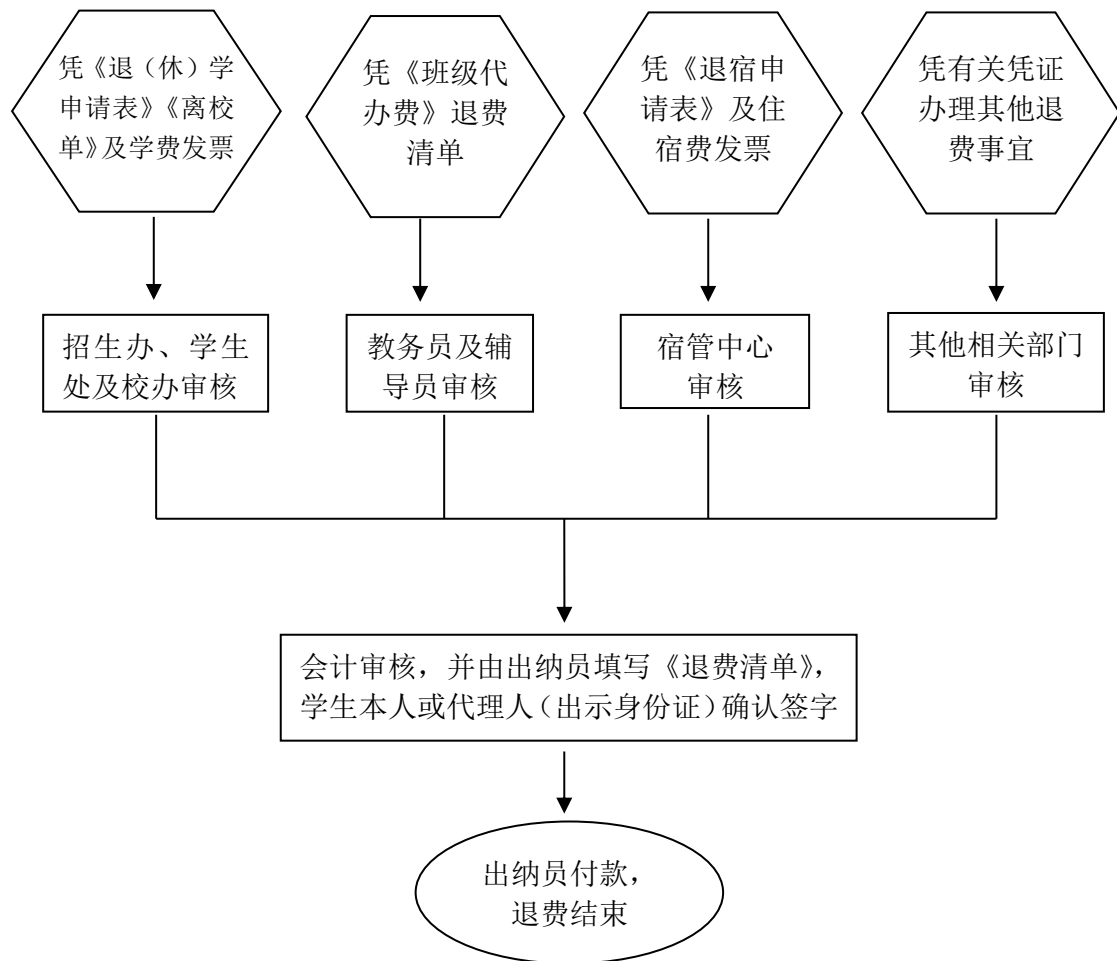 凭《退（休）学
申请表》《离校
单》及学费发票
凭《班级代
办费》退费
清单
凭《退宿申
请表》及住
宿费发票
凭有关凭证
办理其他退
费事宜
招生办、学生
处及校办审核
教务员及辅
导员审核
宿管中心
审核
其他相关部门
审核
会计审核，并由出纳员填写《退费清单》，
学生本人或代理人（出示身份证）确认签字
出纳员付款，
退费结束